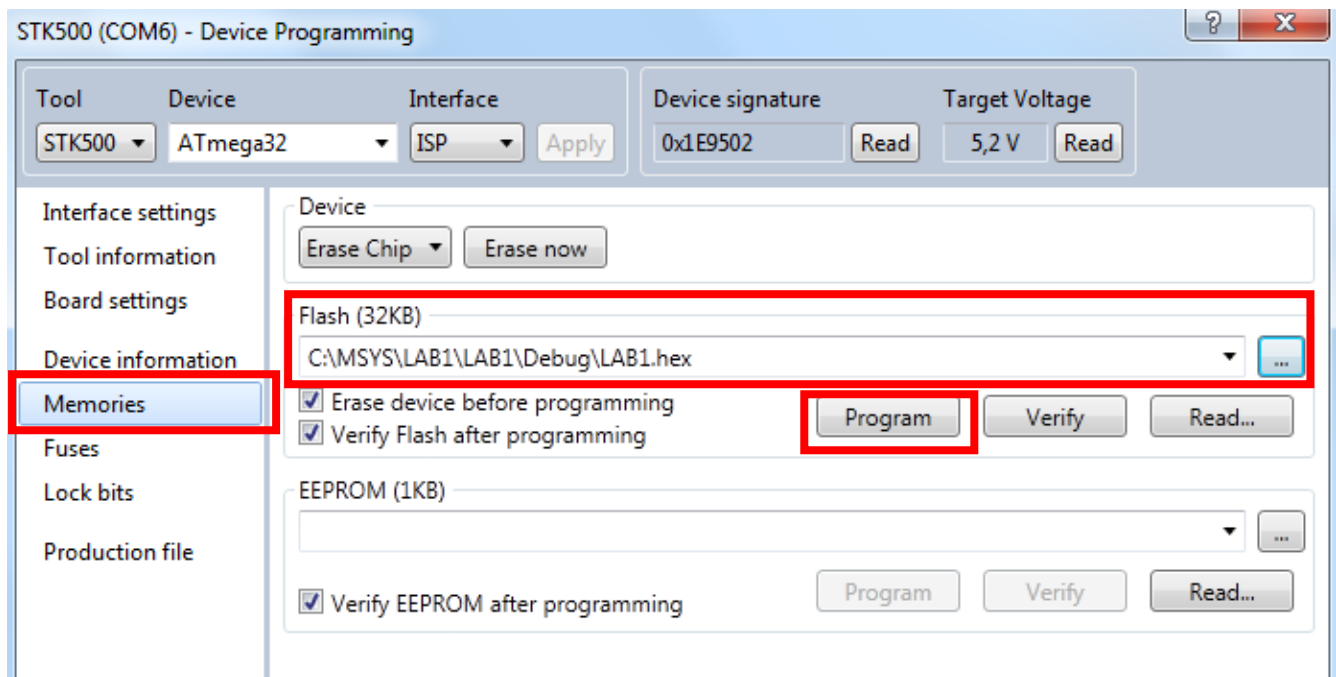 STK500 (COM6) - Device Programming
? X
Tool Device Interface Device signature Target Voltage
STK500 ATmega32 ISP Apply 0x1E9502 Read 5,2 V Read
Interface settings
Tool information
Board settings
Device information
Memories
Fuses
Lock bits
Production file
Device
Erase Chip Erase now
Flash (32KB)
C:\MSYS\LAB1\LAB1\Debug\LAB1.hex ...
Erase device before programming
Verify Flash after programming
Program Verify Read...
EEPROM (1KB)
...
Verify EEPROM after programming
Program Verify Read...